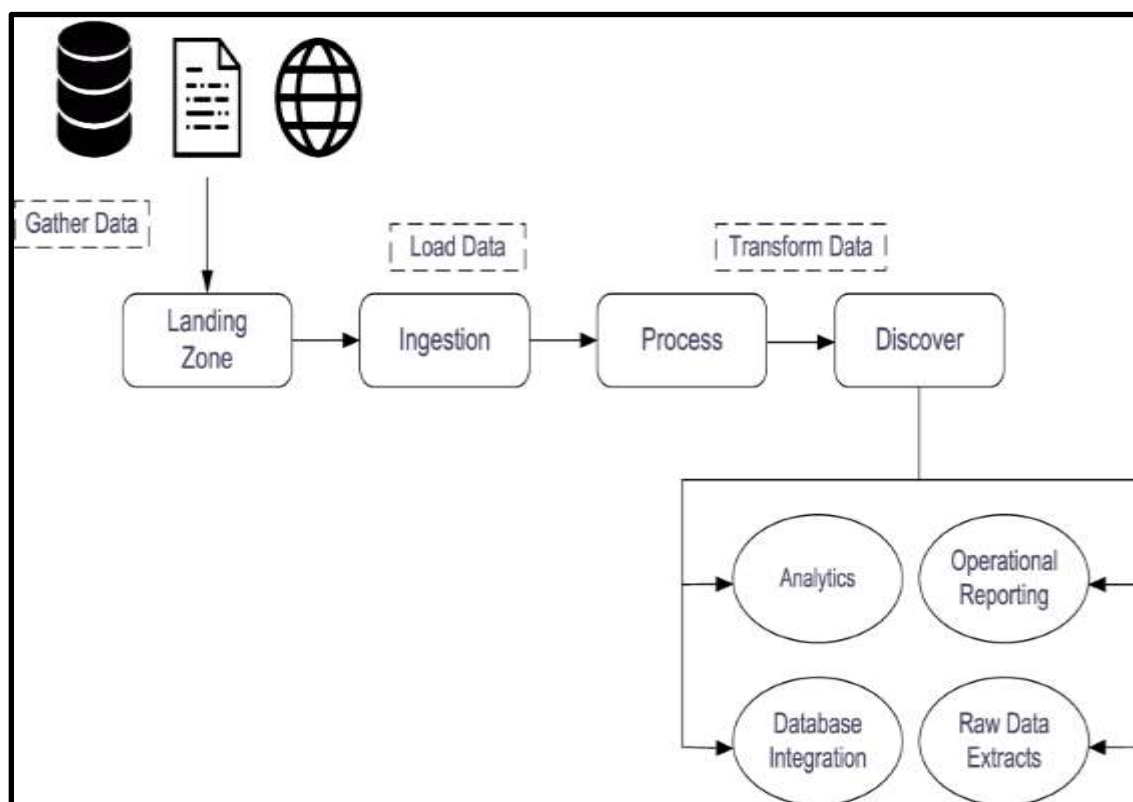 Gather Data
Load Data
Transform Data
Landing
Zone
Ingestion
Process
Discover
Analytics
Operational
Reporting
Database
Integration
Raw Data
Extracts